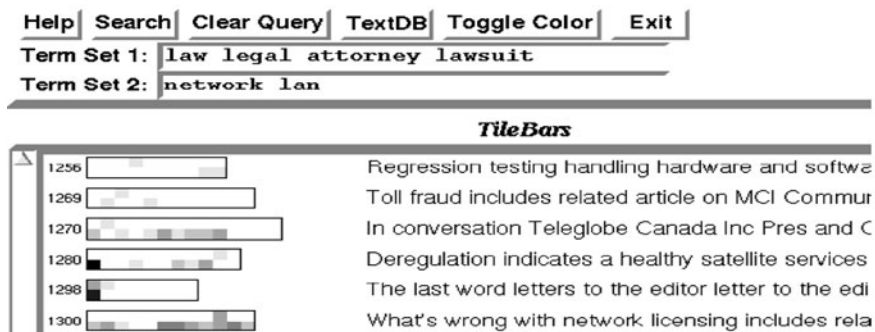 Help Search Clear Query TextDB Toggle Color Exit
Term Set 1: law legal attorney lawsuit
Term Set 2: network lan
TileBars
1256 Regression testing handling hardware and softwa
1269 Toll fraud includes related article on MCI Commun
1270 In conversation Teleglobe Canada Inc Pres and C
1280 Deregulation indicates a healthy satellite services
1298 The last word letters to the editor letter to the edi
1300 What's wrong with network licensing includes rela